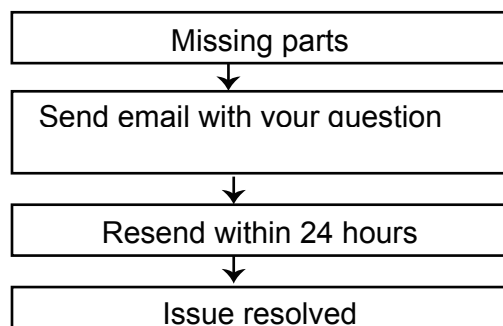 Missing parts
Send email with your question
Resend within 24 hours
Issue resolved